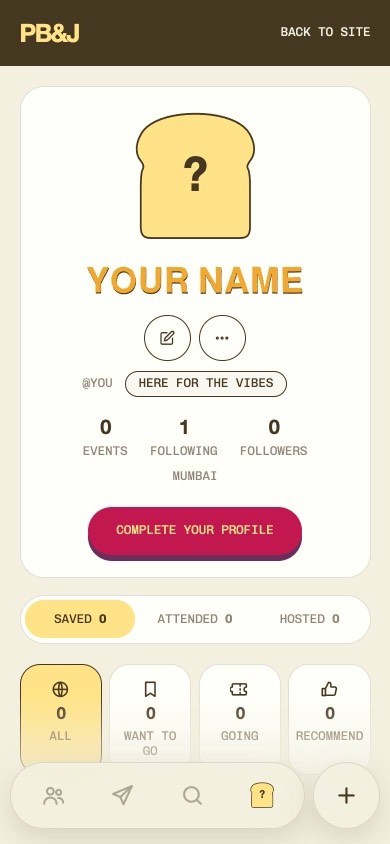 PB&J
BACK TO SITE
?
YOUR NAME
@YOU HERE FOR THE VIBES
0 1 0
EVENTS FOLLOWING FOLLOWERS
MUMBAI
COMPLETE YOUR PROFILE
SAVED 0 ATTENDED 0 HOSTED 0
0 0 0 0
ALL WANT TO GO GOING RECOMMEND
?